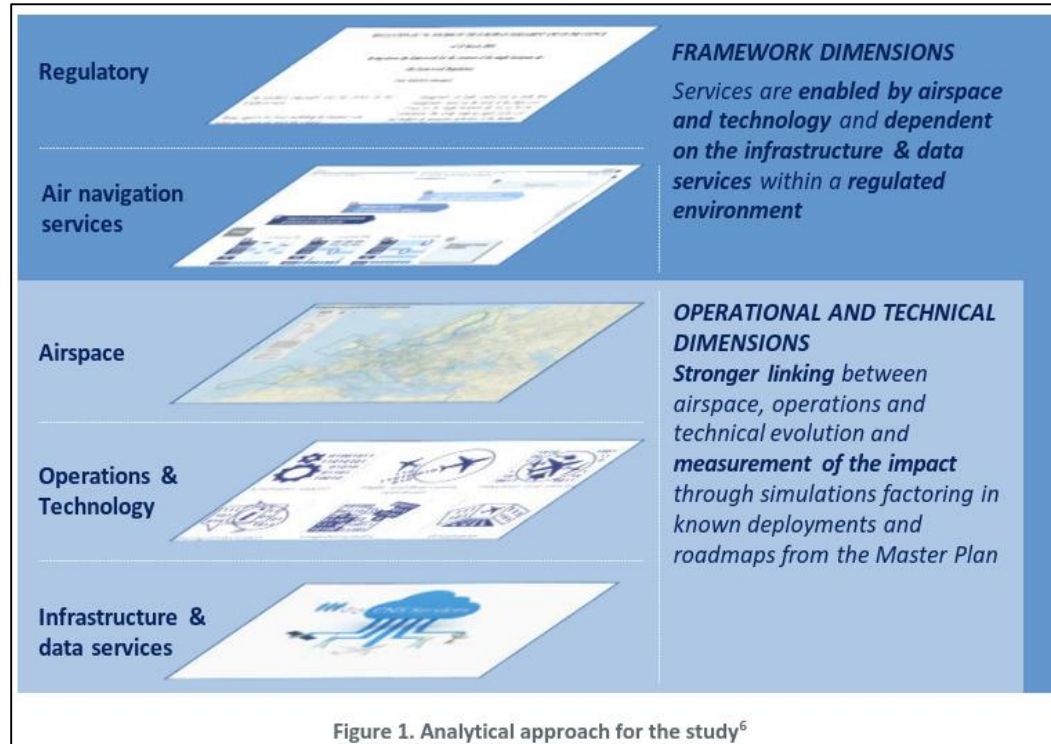 Regulatory
FRAMEWORK DIMENSIONS
Services are enabled by airspace
and technology and dependent
on the infrastructure & data
services within a regulated
environment
Air navigation
services
Airspace
OPERATIONAL AND TECHNICAL
DIMENSIONS
Stronger linking between
airspace, operations and
technical evolution and
measurement of the impact
through simulations factoring in
known deployments and
roadmaps from the Master Plan
Operations &
Technology
Infrastructure &
data services
CNS Services
Figure 1. Analytical approach for the study6